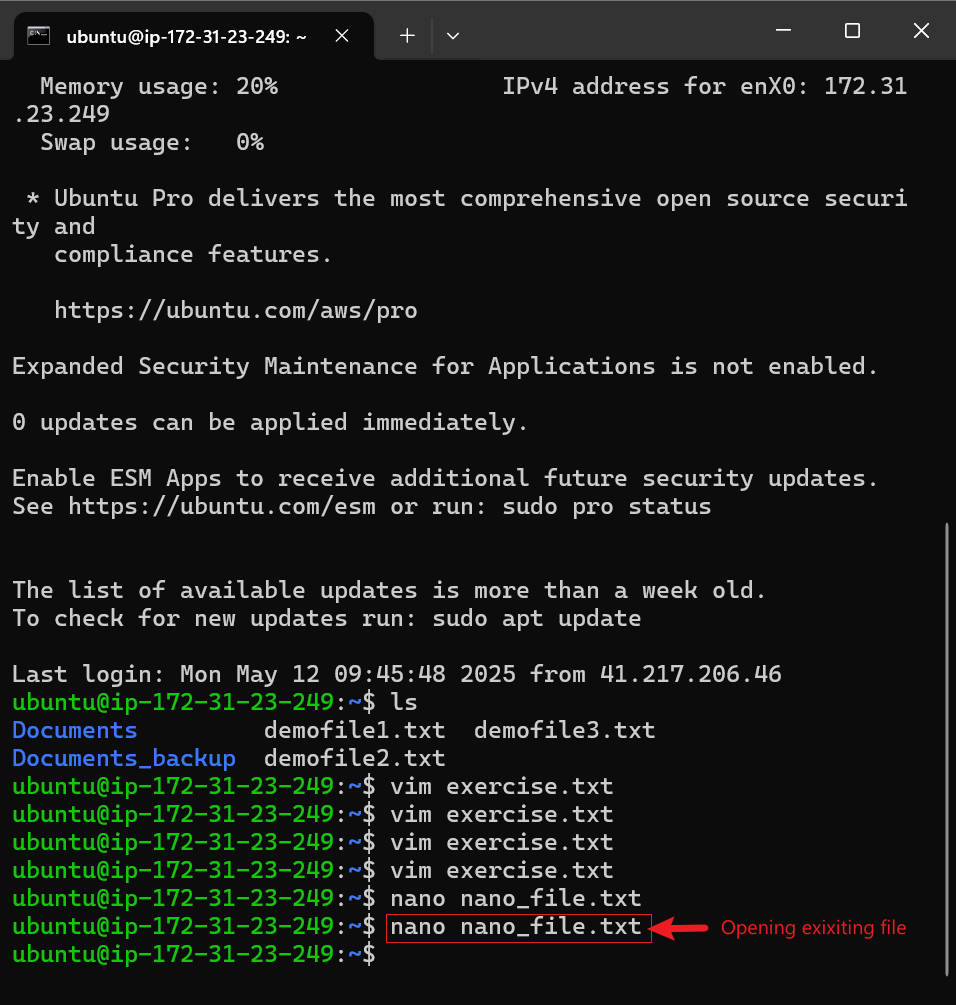 ubuntu@ip-172-31-23-249: ~
Memory usage: 20%                IPv4 address for enX0: 172.31
.23.249
Swap usage:   0%
* Ubuntu Pro delivers the most comprehensive open source securi
ty and
compliance features.
https://ubuntu.com/aws/pro
Expanded Security Maintenance for Applications is not enabled.
0 updates can be applied immediately.
Enable ESM Apps to receive additional future security updates.
See https://ubuntu.com/esm or run: sudo pro status
The list of available updates is more than a week old.
To check for new updates run: sudo apt update
Last login: Mon May 12 09:45:48 2025 from 41.217.206.46
ubuntu@ip-172-31-23-249:~$ ls
Documents         demofile1.txt  demofile3.txt
Documents_backup  demofile2.txt
ubuntu@ip-172-31-23-249:~$ vim exercise.txt
ubuntu@ip-172-31-23-249:~$ vim exercise.txt
ubuntu@ip-172-31-23-249:~$ vim exercise.txt
ubuntu@ip-172-31-23-249:~$ vim exercise.txt
ubuntu@ip-172-31-23-249:~$ nano nano_file.txt
ubuntu@ip-172-31-23-249:~$ nano nano_file.txt Opening exixiting file
ubuntu@ip-172-31-23-249:~$